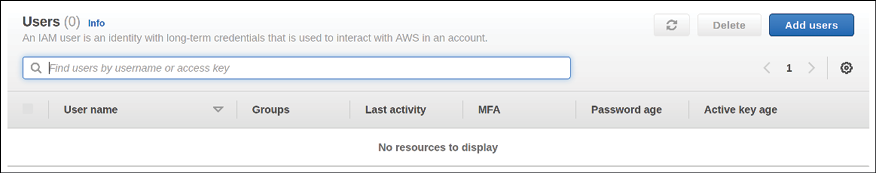 Users (0) Info
An IAM user is an identity with long-term credentials that is used to interact with AWS in an account.
Delete
Add users
Find users by username or access key
1
User name Groups Last activity MFA Password age Active key age
No resources to display